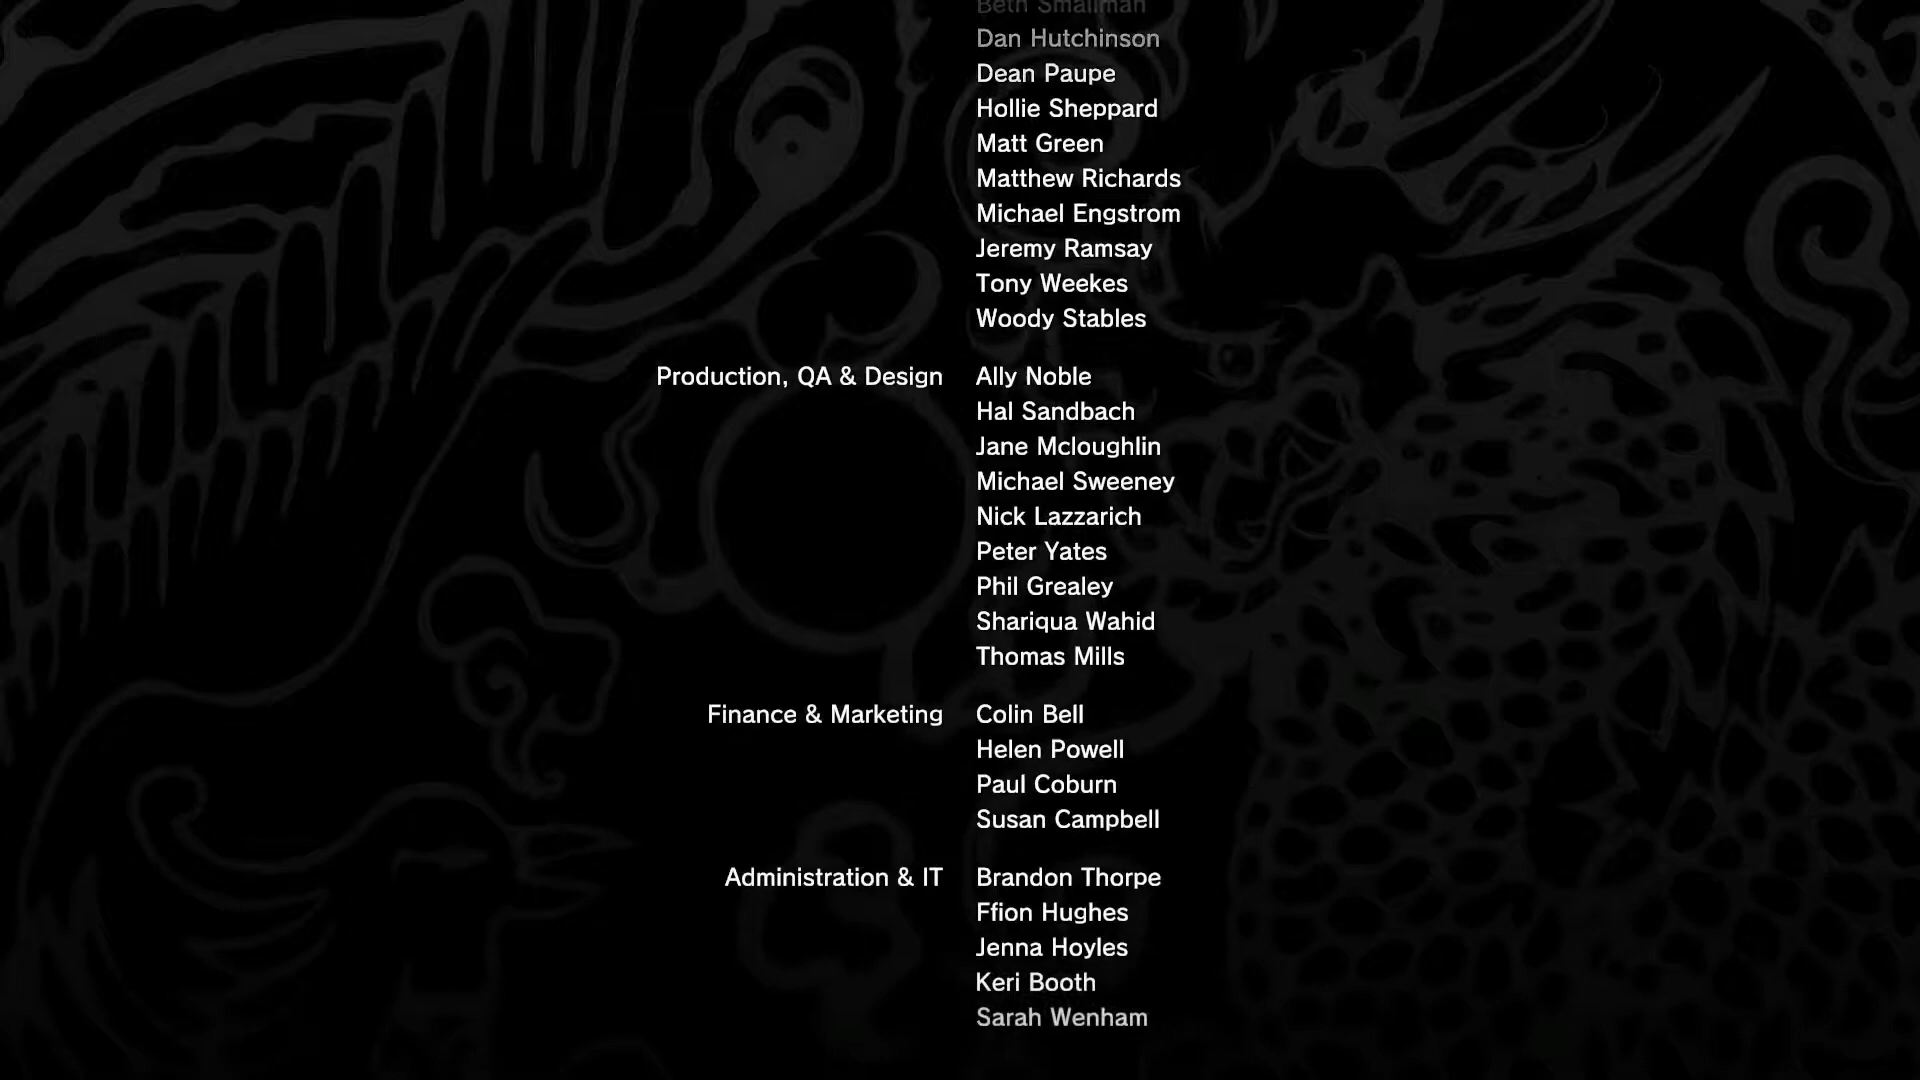 Beth Smallman
Dan Hutchinson
Dean Paupe
Hollie Sheppard
Matt Green
Matthew Richards
Michael Engstrom
Jeremy Ramsay
Tony Weekes
Woody Stables
Production, QA & Design Ally Noble
Hal Sandbach
Jane Mcloughlin
Michael Sweeney
Nick Lazzarich
Peter Yates
Phil Grealey
Shariqua Wahid
Thomas Mills
Finance & Marketing Colin Bell
Helen Powell
Paul Coburn
Susan Campbell
Administration & IT Brandon Thorpe
Ffion Hughes
Jenna Hoyles
Keri Booth
Sarah Wenham